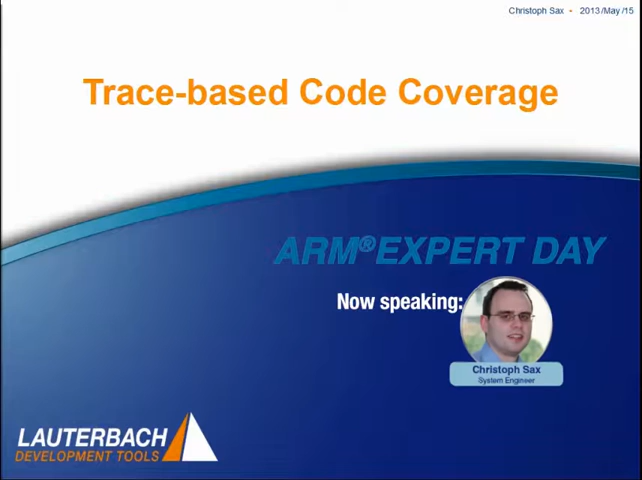 Christoph Sax - 2013/May/15
Trace-based Code Coverage
ARM®EXPERT DAY
Now speaking:
Christoph Sax
System Engineer
LAUTERBACH
DEVELOPMENT TOOLS